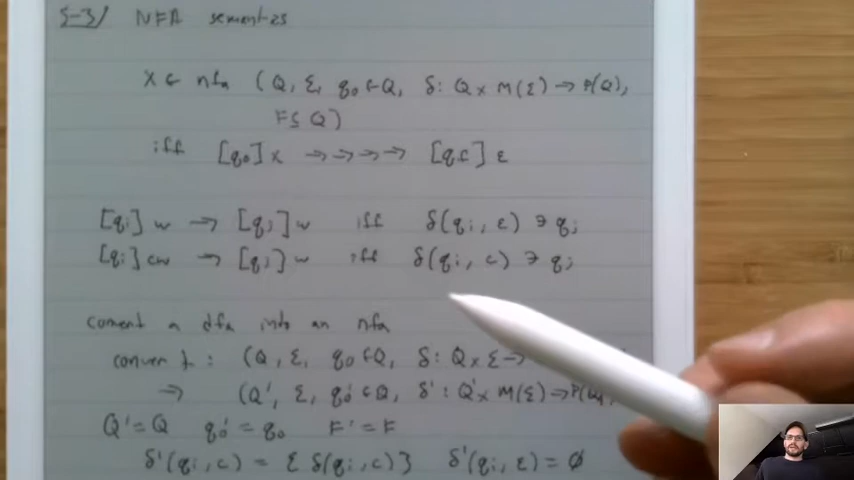 5-3/ NFA semantics
x ∈ nfa (Q, Σ, q0 ∈ Q, δ: Q × M(Σ) → P(Q),
F ⊆ Q)
iff [q0] x →→→→ [qf] ε
[qi] w → [qj] w iff δ(qi, ε) ∋ qj
[qi] cw → [qj] w iff δ(qi, c) ∋ qj
convert a dfa into an nfa
convert : (Q, Σ, q0 ∈ Q, δ: Q × Σ →
→ (Q', Σ, q0' ∈ Q, δ': Q' × M(Σ) → P(Q'),
Q' = Q q0' = q0 F' = F
δ'(qi, c) = { δ(qi, c) } δ'(qi, ε) = ∅